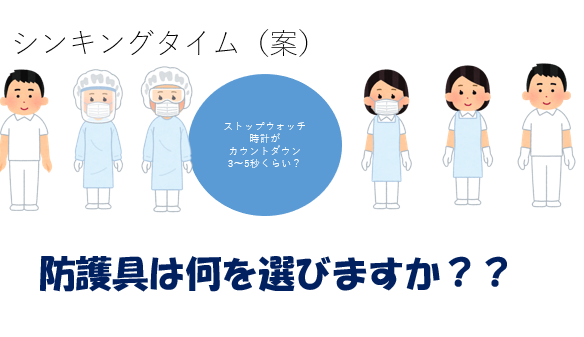 シンキングタイム（案）
ストップウォッチ
時計が
カウントダウン
3～5秒くらい？
防護具は何を選びますか？？